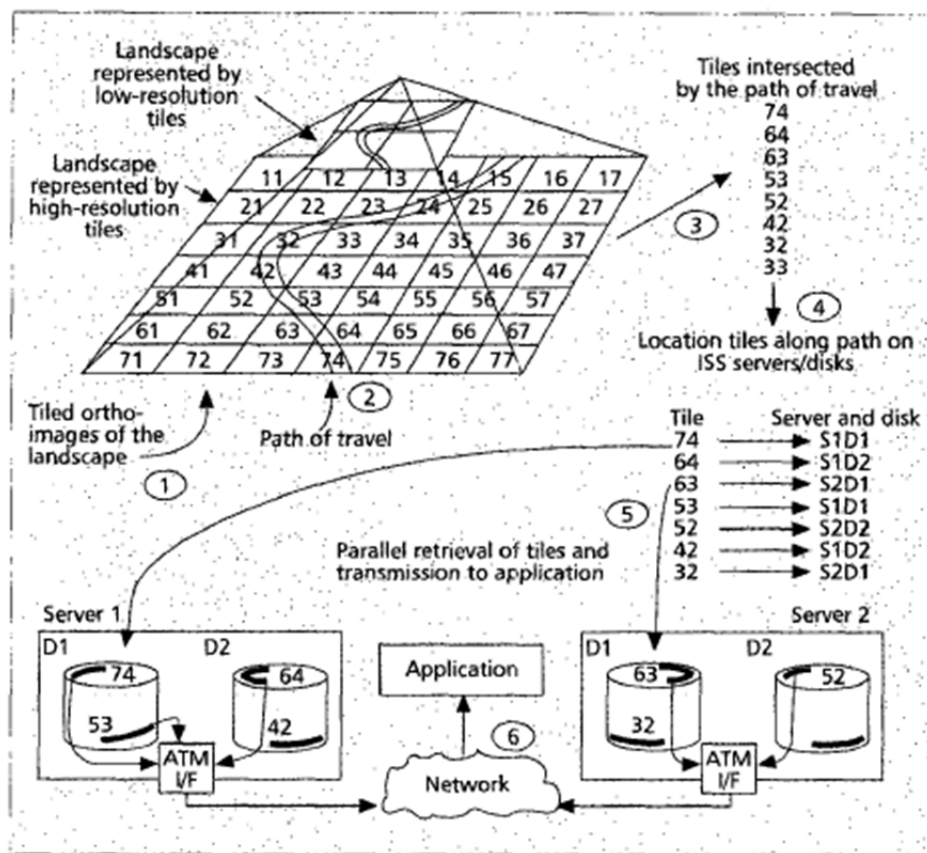 Landscape
represented by
low-resolution
tiles
Landscape
represented by
high-resolution
tiles
11 12 13 14 15 16 17
21 22 23 24 25 26 27
31 32 33 34 35 36 37
41 42 43 44 45 46 47
51 52 53 54 55 56 57
61 62 63 64 65 66 67
71 72 73 74 75 76 77
Tiled ortho-
images of the
landscape
1
Path of travel
2
Tiles intersected
by the path of travel
74
64
63
53
52
42
32
33
3
4
Location tiles along path on
ISS servers/disks
Tile Server and disk
74 S1D1
64 S1D2
63 S2D1
53 S1D1
52 S2D2
42 S1D2
32 S2D1
5
Parallel retrieval of tiles and
transmission to application
Server 1
D1 D2
74 64
53 42
ATM
I/F
Application
6
Network
Server 2
D1 D2
63 52
32
ATM
I/F